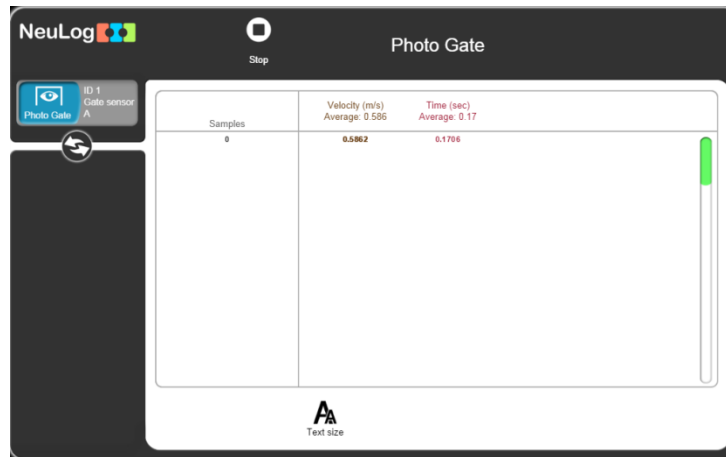 NeuLog
Stop
Photo Gate
Photo Gate
ID 1
Gate sensor
A
Samples
Velocity (m/s)
Average: 0.586
Time (sec)
Average: 0.17
0 0.5862 0.1706
Text size